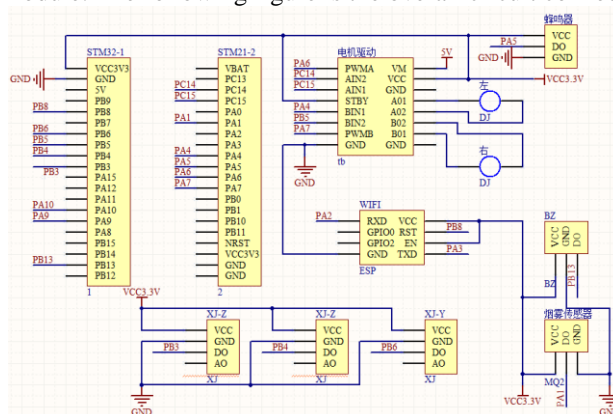 STM32-1
VCC3V3
GND
GND
5V
PB9
PB8
PB8
PB7
PB6
PB6
PB5
PB5
PB4
PB4
PB3
PB3
PA15
PA12
PA11
PA10
PA10
PA9
PA9
PA8
PB15
PB14
PB13
PB13
PB12
1
STM21-2
VBAT
PC13
PC14
PC14
PC15
PC15
PA0
PA1
PA1
PA2
PA3
PA4
PA4
PA5
PA5
PA6
PA6
PA7
PA7
PB0
PB1
PB10
PB11
NRST
VCC3V3
GND
GND
2
电机驱动
PA6 PWMA VM 5V
PC14 AIN2 VCC
PC15 AIN1 GND
STBY A01
PA4 BIN1 A02
PB5 BIN2 B02
PA7 PWMB B01
GND GND
tb
GND
左
DJ
右
DJ
蜂鸣器
VCC
PA5 DO
GND GND
VCC3.3V
WIFI
PA2 RXD VCC
GPIO0 RST PB8
GPIO2 EN
GND TXD PA3
ESP
BZ
VCC GND DO
BZ
PB13
烟雾传感器
VCC DO GND
MQ2
PA1
VCC3.3V
VCC3.3V
XJ-Z
VCC
GND
PB3 DO
AO
XJ
XJ-Z
VCC
GND
PB4 DO
AO
XJ
XJ-Y
VCC
GND
PB6 DO
AO
XJ
GND